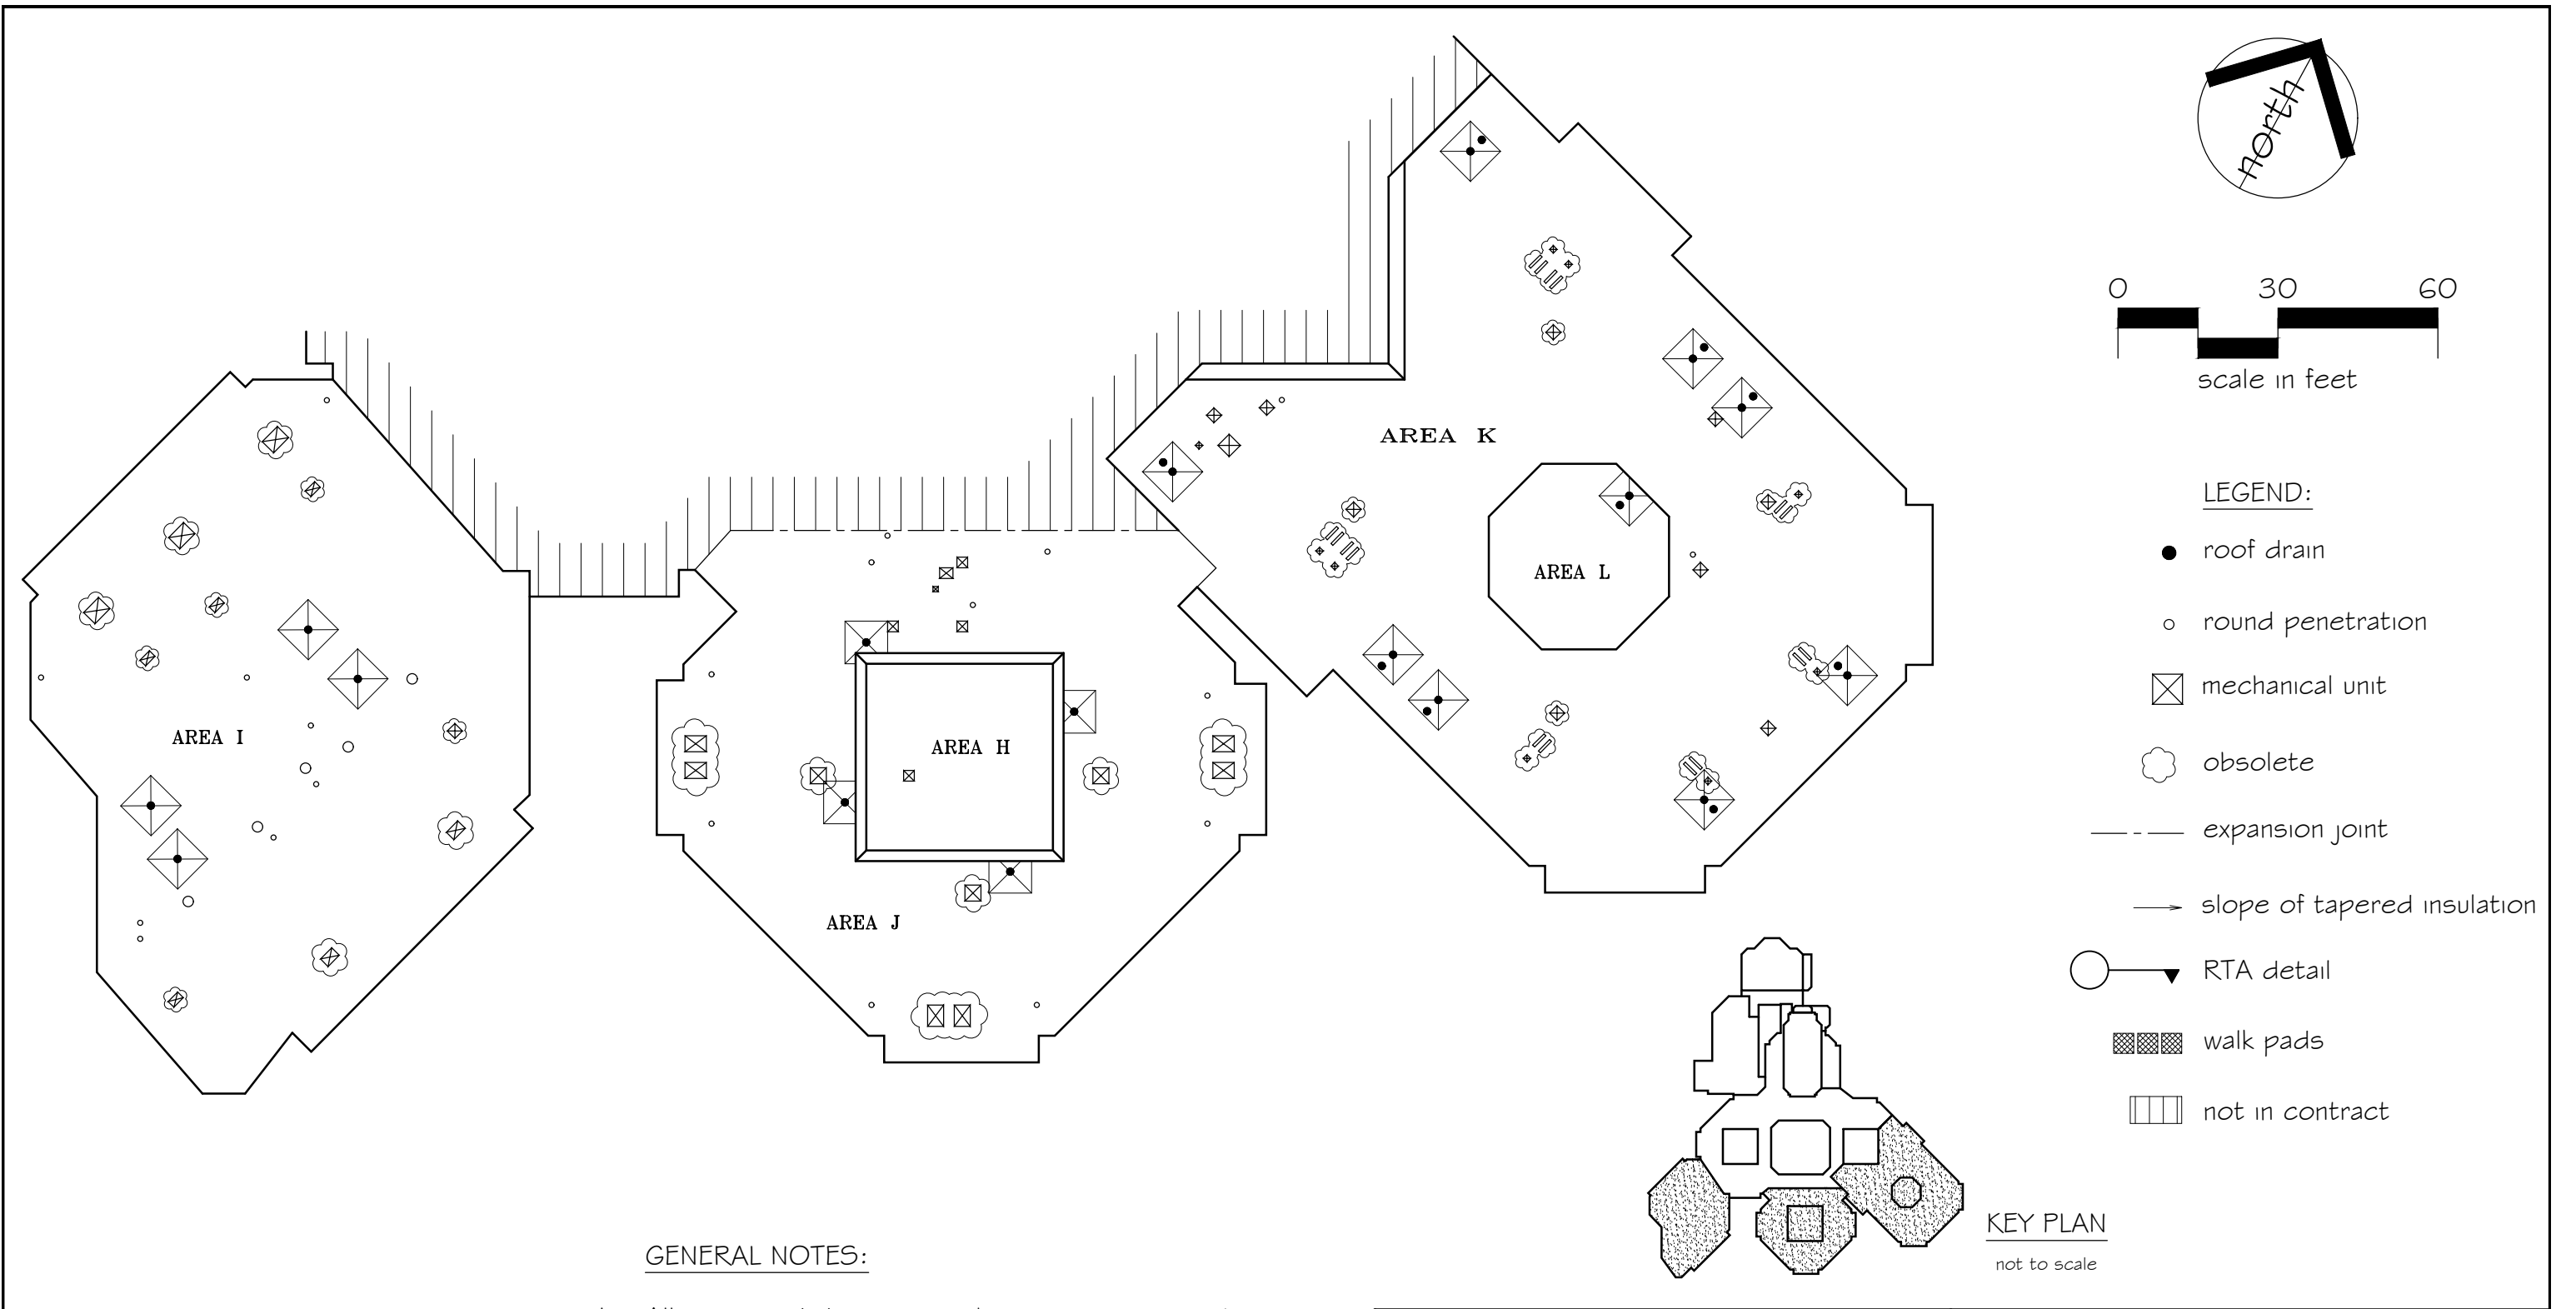 north
0 30 60
scale in feet
AREA K
LEGEND:
roof drain
AREA L
round penetration
mechanical unit
AREA I
AREA H
obsolete
expansion joint
slope of tapered insulation
AREA J
RTA detail
walk pads
not in contract
KEY PLAN
not to scale
GENERAL NOTES: